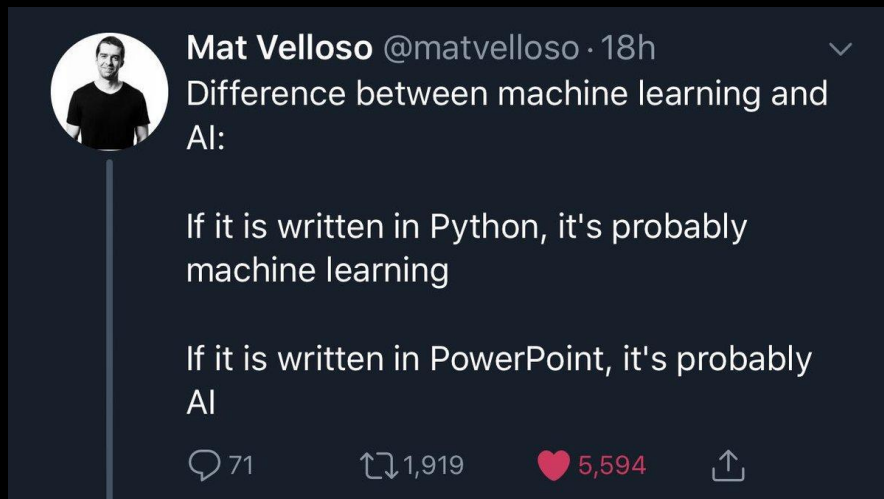 Mat Velloso @matvelloso · 18h
Difference between machine learning and
AI:
If it is written in Python, it's probably
machine learning
If it is written in PowerPoint, it's probably
AI
71 1,919 5,594